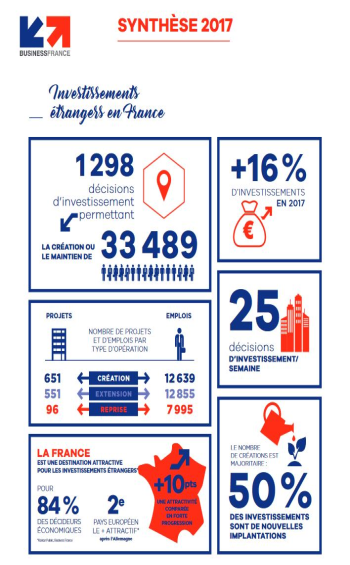 SYNTHÈSE 2017
BUSINESSFRANCE
Investissements
étrangers en France
1298
décisions
d'investissement
permettant
LA CRÉATION OU
LE MAINTIEN DE
33 489
+16%
D'INVESTISSEMENTS
EN 2017
€
PROJETS
EMPLOIS
NOMBRE DE PROJETS
ET D'EMPLOIS PAR
TYPE D'OPÉRATION
651 CRÉATION 12 639
551 EXTENSION 12 855
96 REPRISE 7 995
25
décisions
D'INVESTISSEMENT/
SEMAINE
LA FRANCE
EST UNE DESTINATION ATTRACTIVE
POUR LES INVESTISSEMENTS ÉTRANGERS
POUR
84%
DES DÉCIDEURS
ÉCONOMIQUES
2e
PAYS EUROPÉEN
LE + ATTRACTIF*
après l'Allemagne
+10pts
UNE ATTRACTIVITÉ
COMPARÉE
EN FORTE
PROGRESSION
LE NOMBRE
DE CRÉATIONS EST
MAJORITAIRE :
50%
DES INVESTISSEMENTS
SONT DE NOUVELLES
IMPLANTATIONS